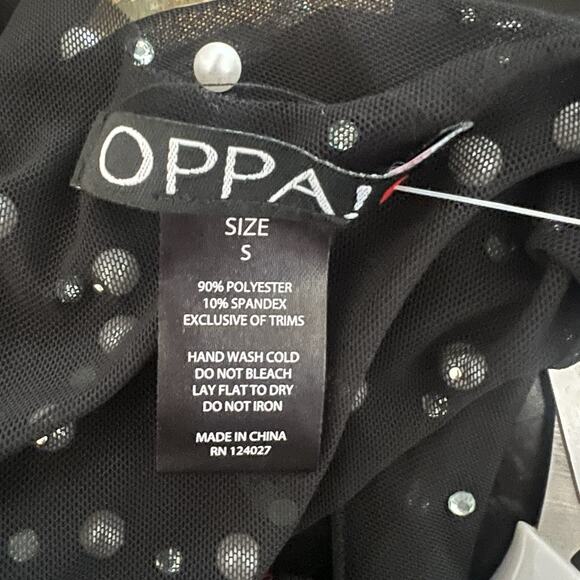 OPPA!
SIZE
S
90% POLYESTER
10% SPANDEX
EXCLUSIVE OF TRIMS
HAND WASH COLD
DO NOT BLEACH
LAY FLAT TO DRY
DO NOT IRON
MADE IN CHINA
RN 124027